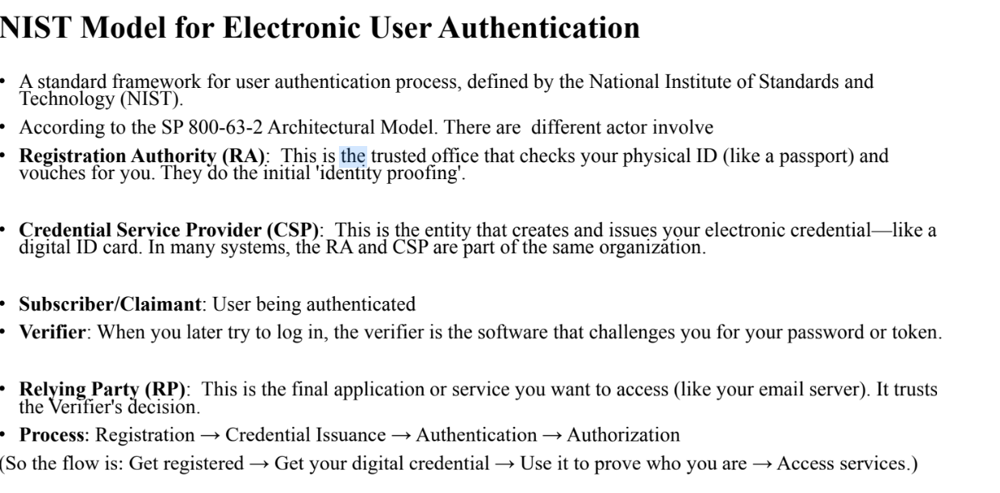 NIST Model for Electronic User Authentication
• A standard framework for user authentication process, defined by the National Institute of Standards and
Technology (NIST).
• According to the SP 800-63-2 Architectural Model. There are  different actor involve
• Registration Authority (RA):  This is the trusted office that checks your physical ID (like a passport) and
vouches for you. They do the initial 'identity proofing'.
• Credential Service Provider (CSP):  This is the entity that creates and issues your electronic credential—like a
digital ID card. In many systems, the RA and CSP are part of the same organization.
• Subscriber/Claimant: User being authenticated
• Verifier: When you later try to log in, the verifier is the software that challenges you for your password or token.
• Relying Party (RP):  This is the final application or service you want to access (like your email server). It trusts
the Verifier's decision.
• Process: Registration → Credential Issuance → Authentication → Authorization
(So the flow is: Get registered → Get your digital credential → Use it to prove who you are → Access services.)